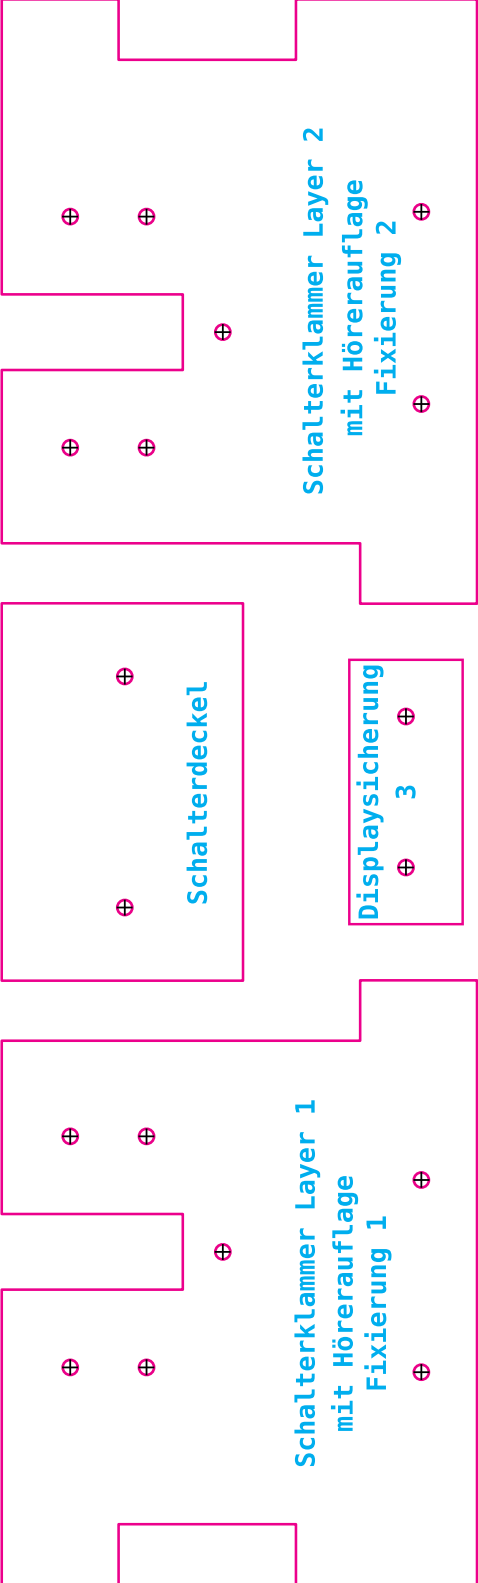 Schalterklammer Layer 2
mit Hörerauflage
Fixierung 2
Schalterdeckel
Displaysicherung
3
Schalterklammer Layer 1
mit Hörerauflage
Fixierung 1